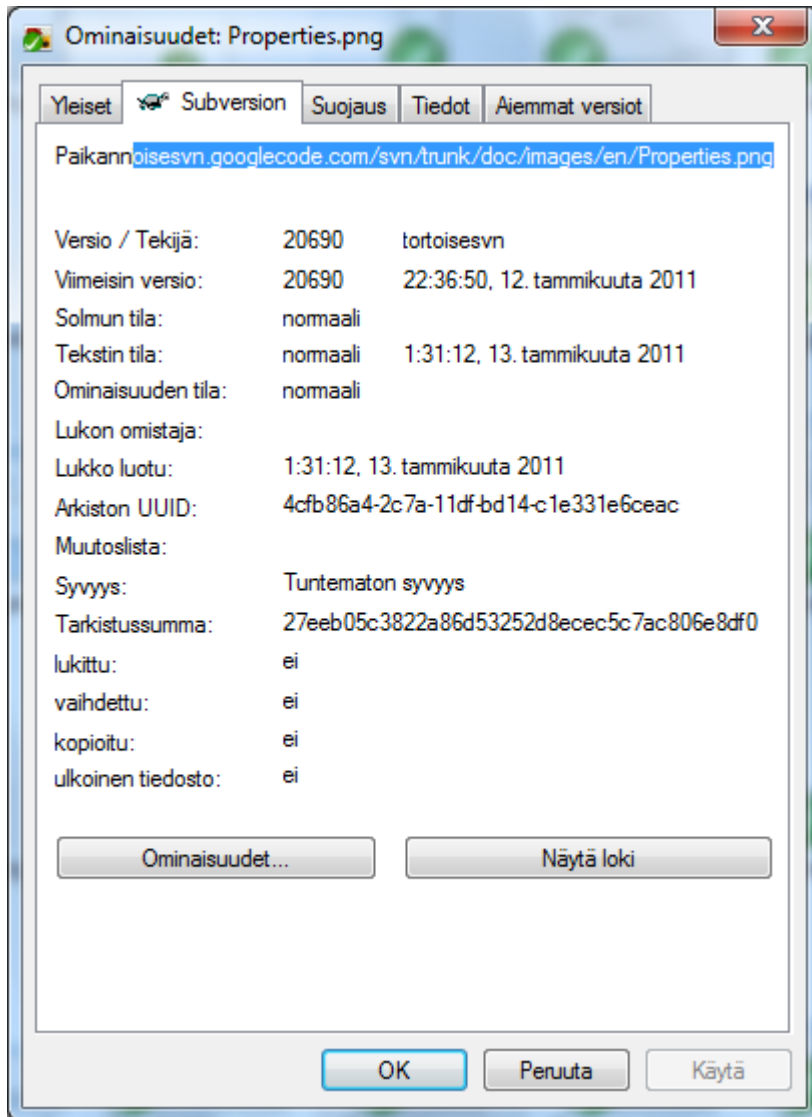 Ominaisuudet: Properties.png
Yleiset Subversion Suojaus Tiedot Aiemmat versiot
Paikannoisesvn.googlecode.com/svn/trunk/doc/images/en/Properties.png
Versio / Tekijä: 20690 tortoisesvn
Viimeisin versio: 20690 22:36:50, 12. tammikuuta 2011
Solmun tila: normaali
Tekstin tila: normaali 1:31:12, 13. tammikuuta 2011
Ominaisuuden tila: normaali
Lukon omistaja:
Lukko luotu: 1:31:12, 13. tammikuuta 2011
Arkiston UUID: 4cfb86a4-2c7a-11df-bd14-c1e331e6ceac
Muutoslista:
Syvyys: Tuntematon syvyys
Tarkistussumma: 27eeb05c3822a86d53252d8ecec5c7ac806e8df0
lukittu: ei
vaihdettu: ei
kopioitu: ei
ulkoinen tiedosto: ei
Ominaisuudet... Näytä loki
OK Peruuta Käytä